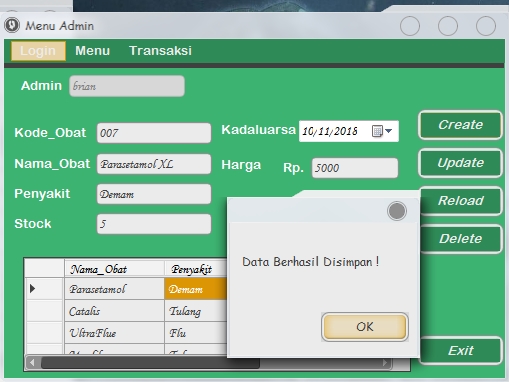 Menu Admin
Login Menu Transaksi
Admin brian
Kode_Obat 007 Kadaluarsa 10/11/2018 Create
Nama_Obat Parasetamol XL Harga Rp. 5000 Update
Penyakit Demam Reload
Stock 5 Delete
Data Berhasil Disimpan !
Nama_Obat Penyakit
Parasetamol Demam
Catalis Tulang
UltraFlue Flu
OK
Exit